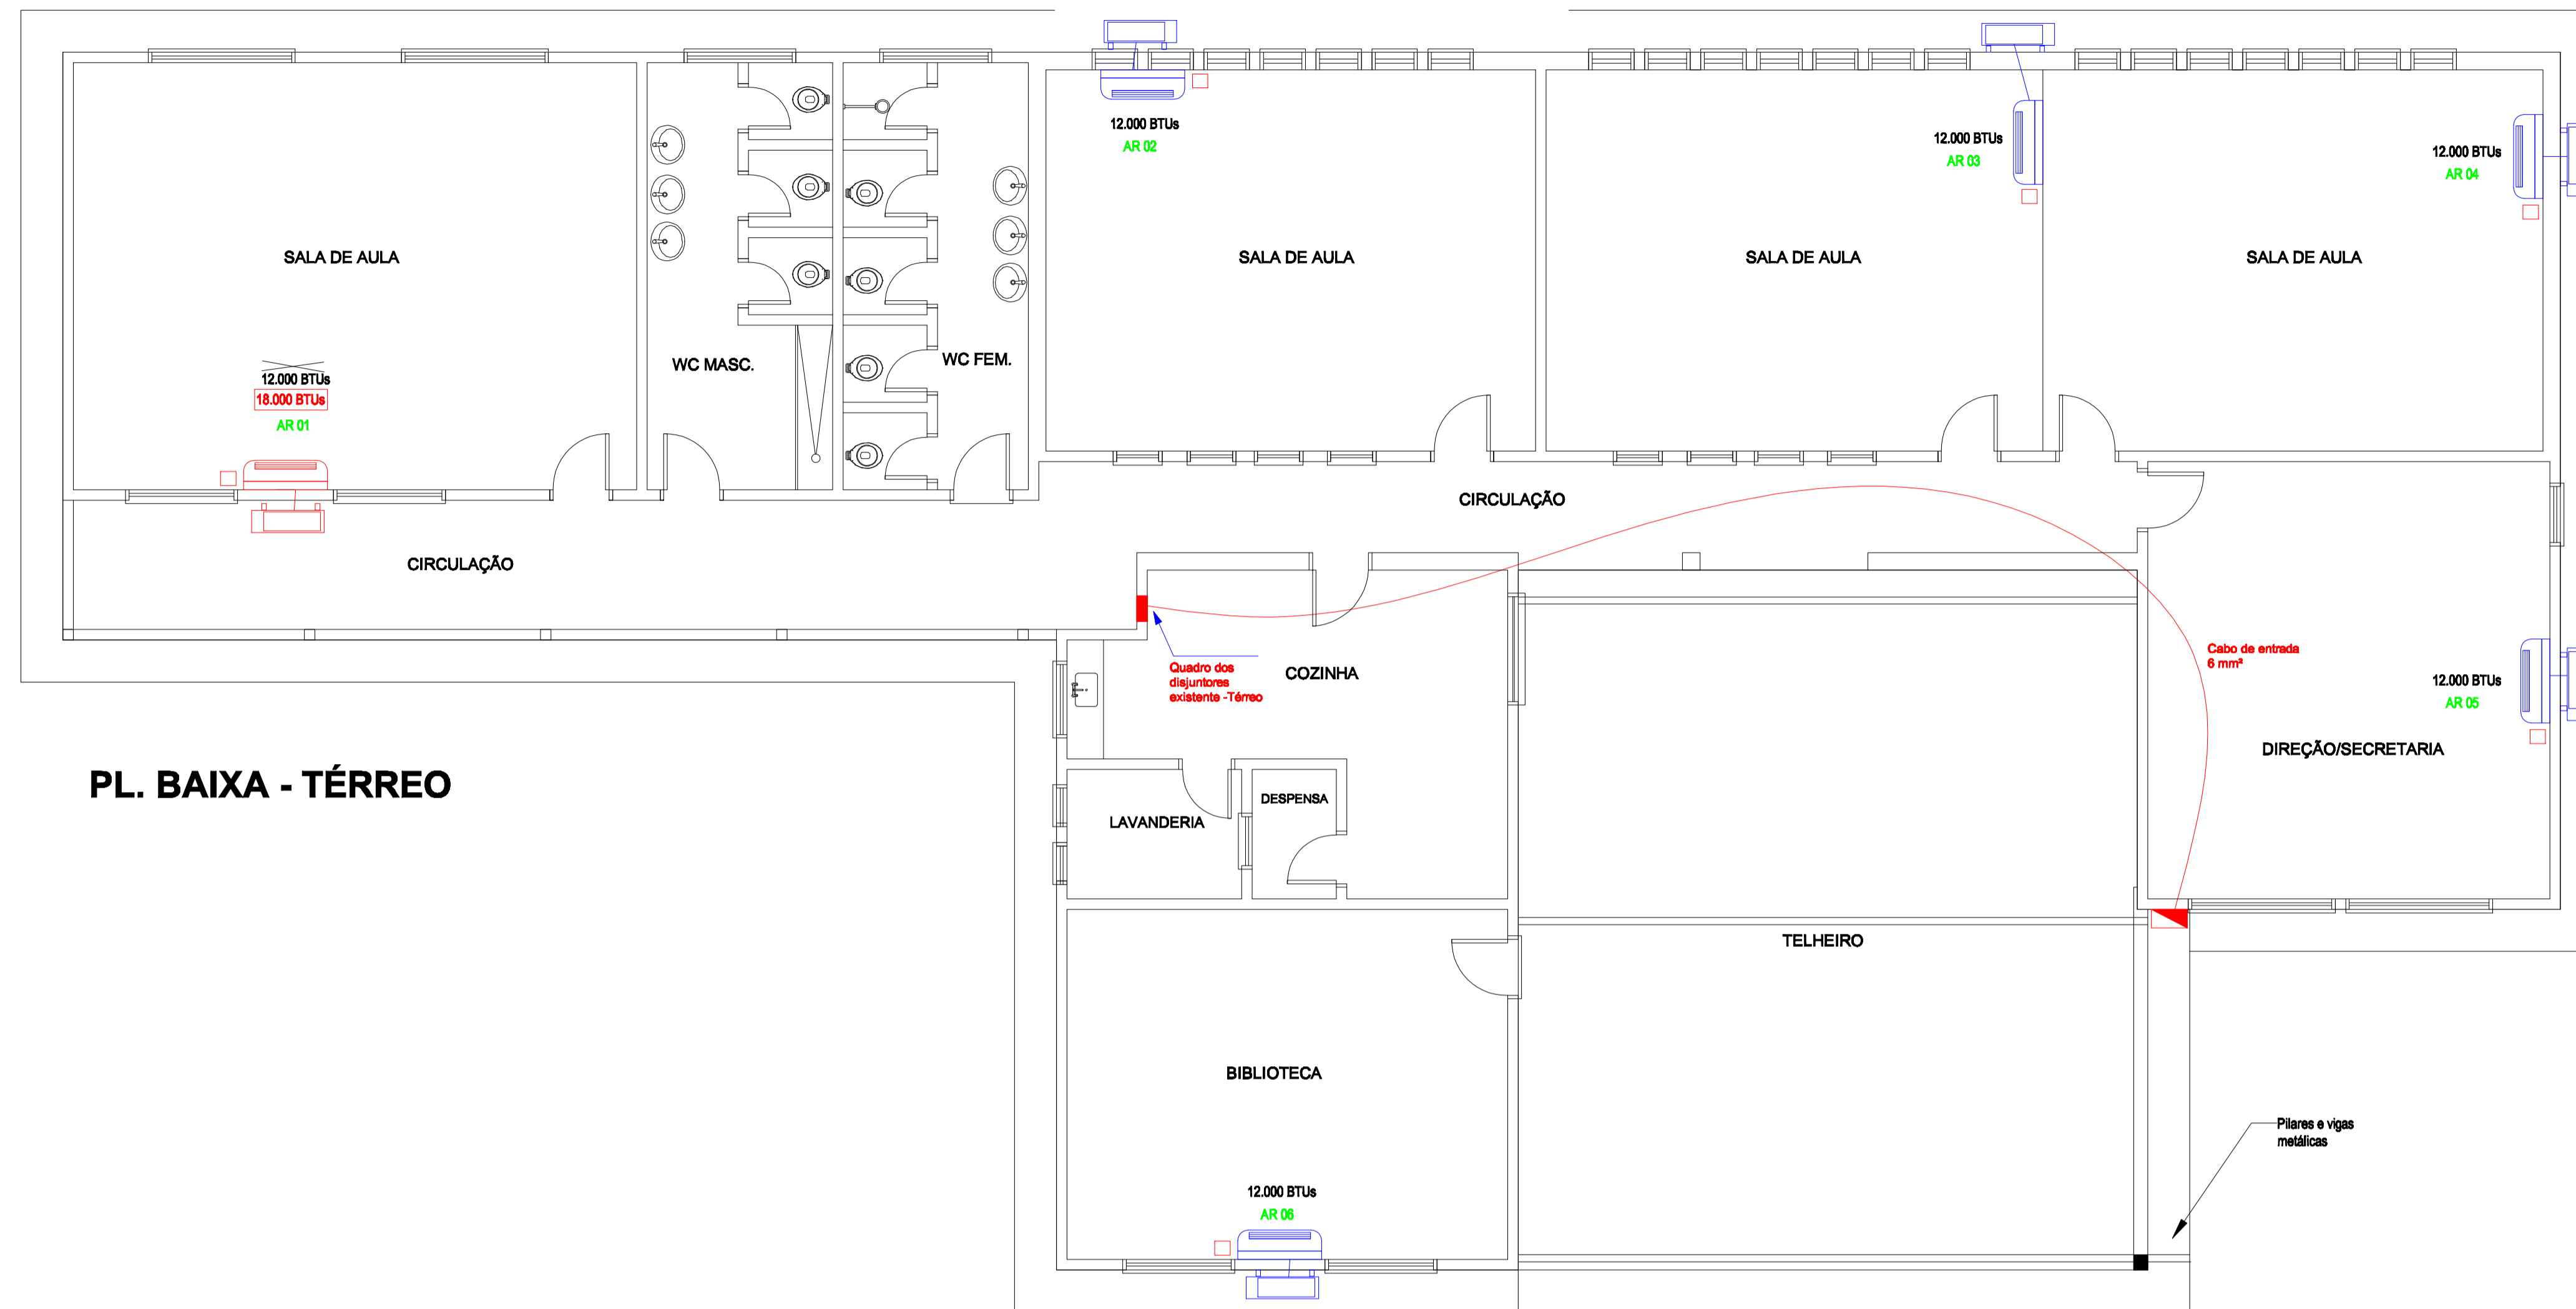 12.000 BTUs
AR 02
12.000 BTUs
AR 03
12.000 BTUs
AR 04
SALA DE AULA
SALA DE AULA
SALA DE AULA
SALA DE AULA
WC MASC.
WC FEM.
12.000 BTUs
18.000 BTUs
AR 01
CIRCULAÇÃO
CIRCULAÇÃO
Quadro dos
disjuntores
existente -Térreo
COZINHA
Cabo de entrada
6 mm²
12.000 BTUs
AR 05
DIREÇÃO/SECRETARIA
PL. BAIXA - TÉRREO
DESPENSA
LAVANDERIA
TELHEIRO
BIBLIOTECA
Pilares e vigas
metálicas
12.000 BTUs
AR 06